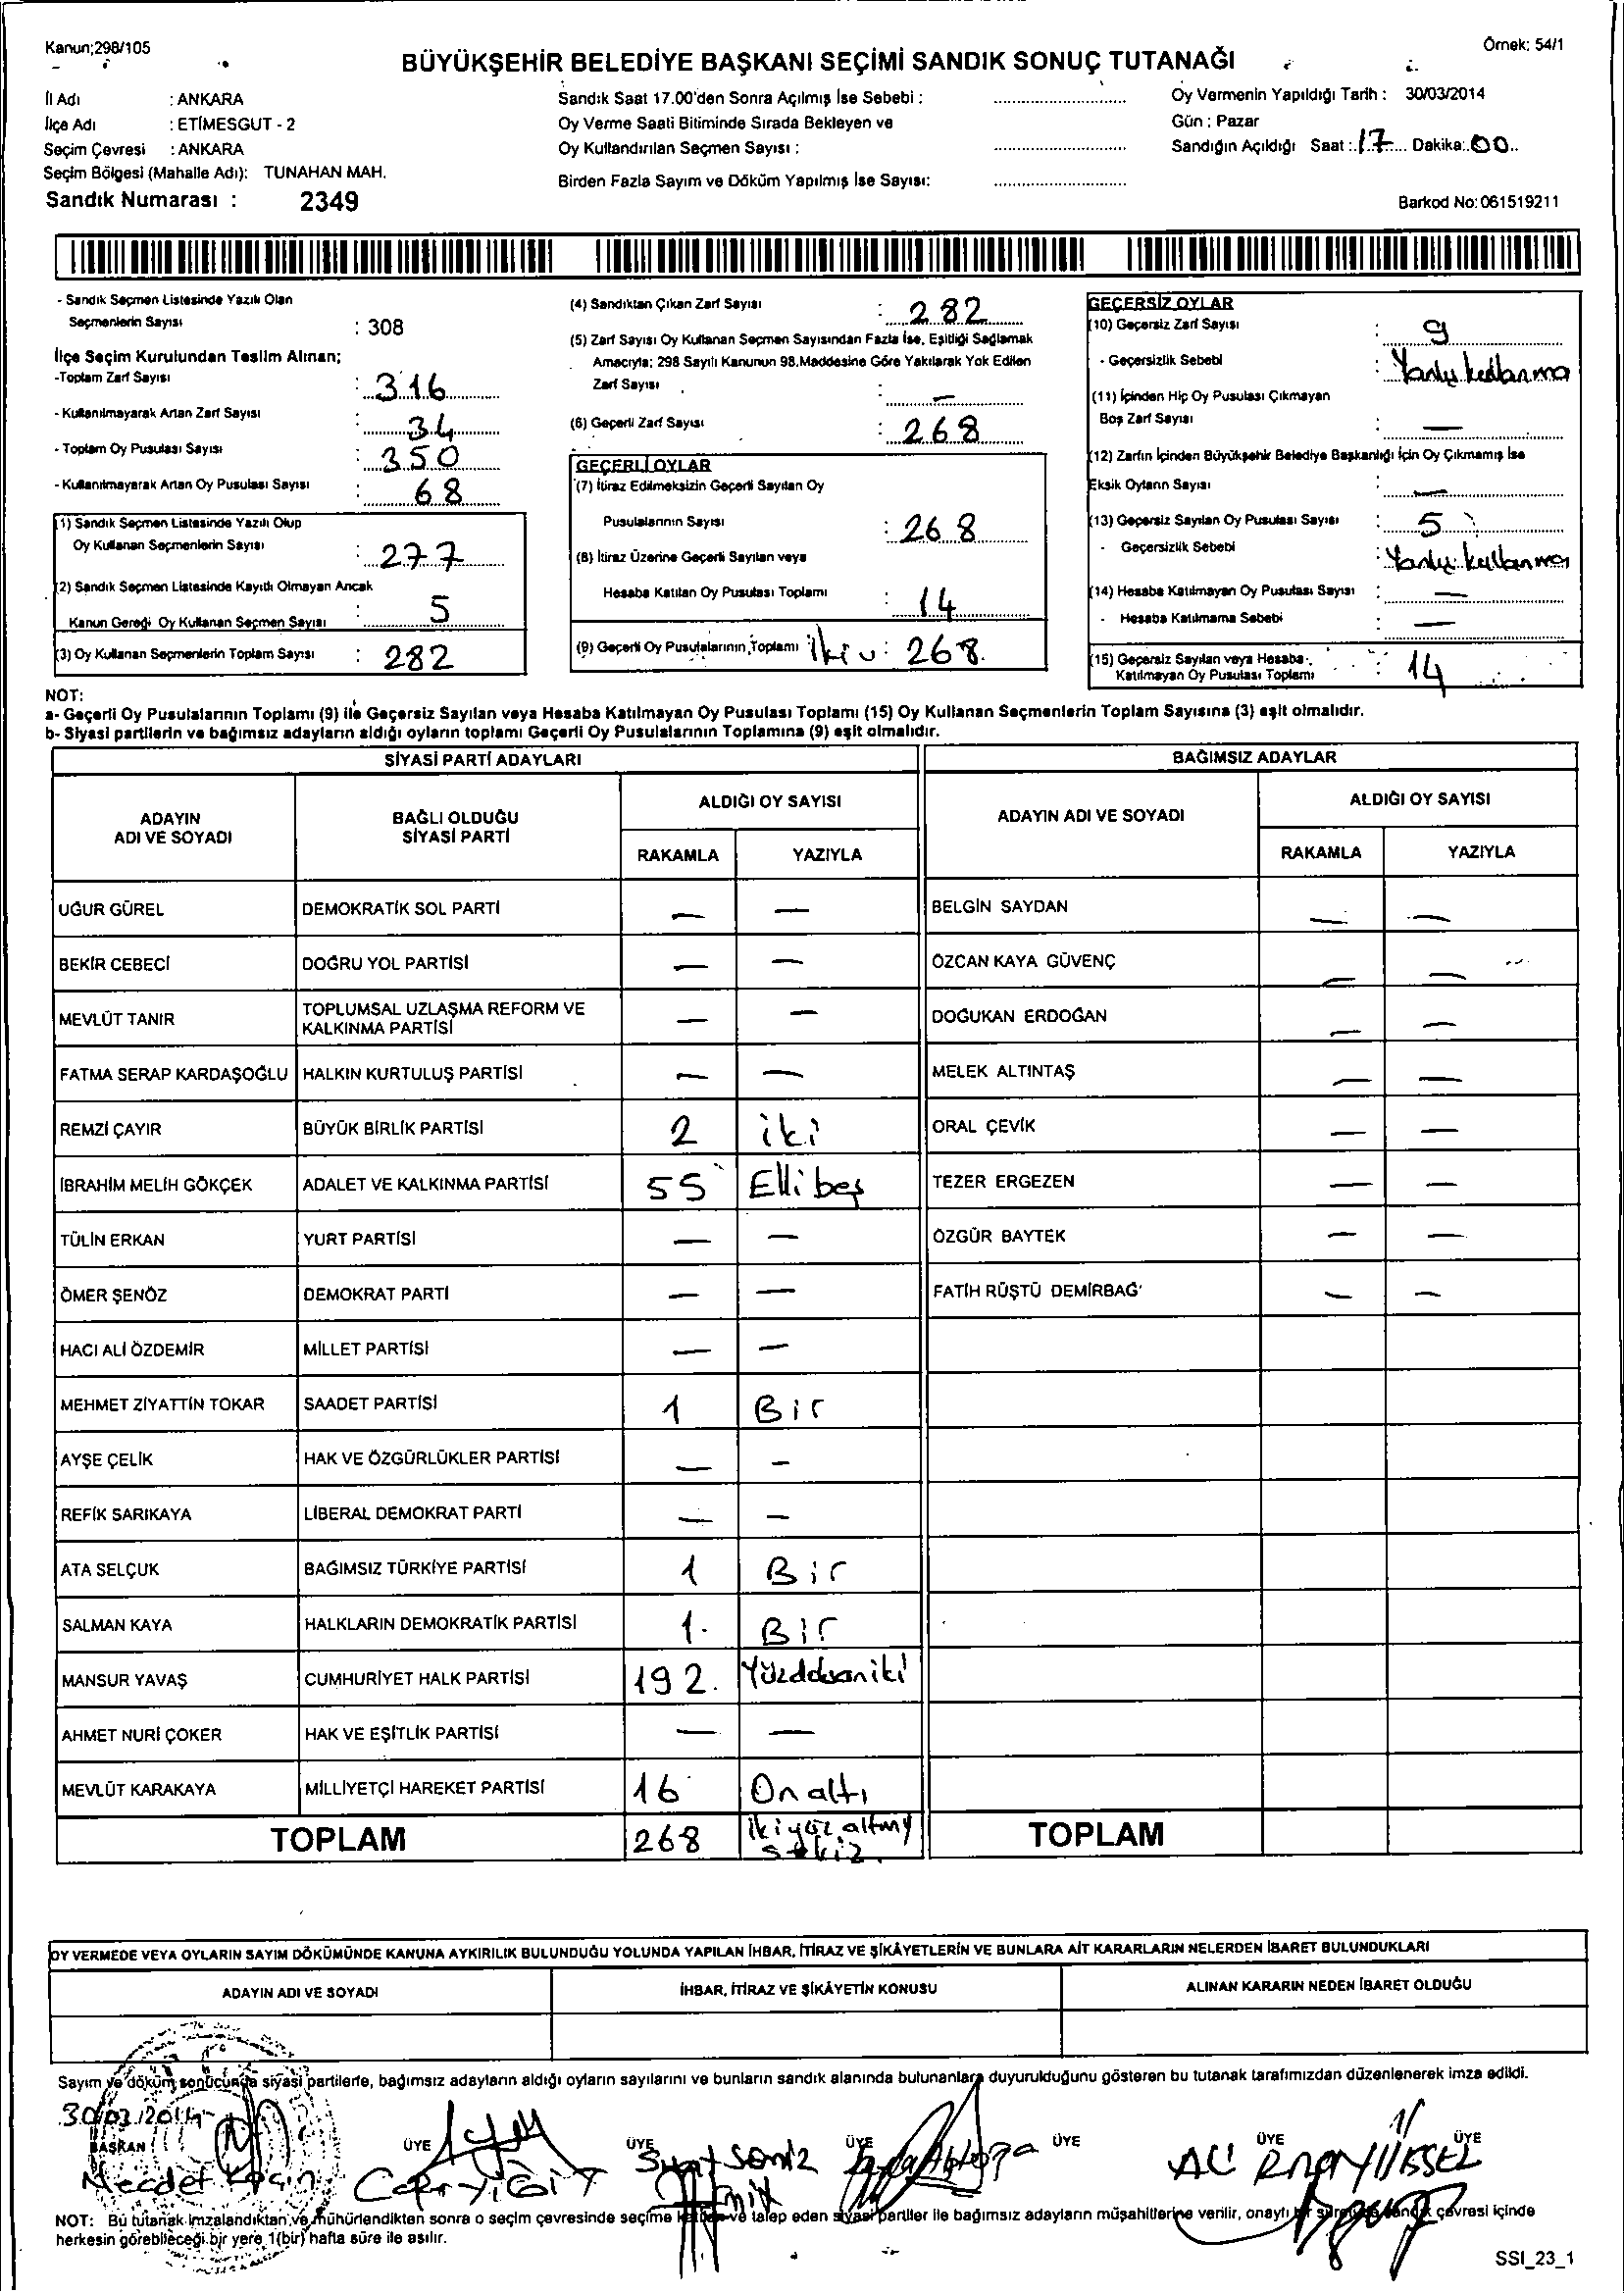 Kanun;298/105
Örnek: 54/1
BÜYÜKŞEHİR BELEDİYE BAŞKANI SEÇİMİ SANDIK SONUÇ TUTANAĞI
İl Adı : ANKARA
İlçe Adı : ETİMESGUT - 2
Seçim Çevresi : ANKARA
Seçim Bölgesi (Mahalle Adı): TUNAHAN MAH.
Sandık Numarası : 2349
Sandık Saat 17.00'den Sonra Açılmış İse Sebebi :
Oy Verme Saati Bitiminde Sırada Bekleyen ve
Oy Kullandırılan Seçmen Sayısı :
Birden Fazla Sayım ve Döküm Yapılmış İse Sayısı:
Oy Vermenin Yapıldığı Tarih : 30/03/2014
Gün : Pazar
Sandığın Açıldığı Saat : 17 Dakika: 00
Barkod No: 061519211
- Sandık Seçmen Listesinde Yazılı Olan
Seçmenlerin Sayısı : 308
İlçe Seçim Kurulundan Teslim Alınan;
-Toplam Zarf Sayısı : 316
- Kullanılmayarak Artan Zarf Sayısı : 34
- Toplam Oy Pusulası Sayısı : 350
- Kullanılmayarak Artan Oy Pusulası Sayısı : 68
(1) Sandık Seçmen Listesinde Yazılı Olup
Oy Kullanan Seçmenlerin Sayısı : 277
(2) Sandık Seçmen Listesinde Kayıtlı Olmayan Ancak
Kanun Gereği Oy Kullanan Seçmen Sayısı : 5
(3) Oy Kullanan Seçmenlerin Toplam Sayısı : 282
(4) Sandıktan Çıkan Zarf Sayısı : 282
(5) Zarf Sayısı Oy Kullanan Seçmen Sayısından Fazla İse, Eşitliği Sağlamak
Amacıyla; 298 Sayılı Kanunun 98.Maddesine Göre Yakılarak Yok Edilen
Zarf Sayısı : —
(6) Geçerli Zarf Sayısı : 268
GEÇERLİ OYLAR
(7) İtiraz Edilmeksizin Geçerli Sayılan Oy
Pusulalarının Sayısı : 268
(8) İtiraz Üzerine Geçerli Sayılan veya
Hesaba Katılan Oy Pusulası Toplamı : 14
(9) Geçerli Oy Pusulalarının Toplamı : 268
GEÇERSİZ OYLAR
(10) Geçersiz Zarf Sayısı : 9
- Geçersizlik Sebebi : Yanlış kullanma
(11) İçinden Hiç Oy Pusulası Çıkmayan
Boş Zarf Sayısı : —
(12) Zarfın İçinden Büyükşehir Belediye Başkanlığı İçin Oy Çıkmamış İse
Eksik Oyların Sayısı : —
(13) Geçersiz Sayılan Oy Pusulası Sayısı : 5
- Geçersizlik Sebebi : Yanlış kullanma
(14) Hesaba Katılmayan Oy Pusulası Sayısı : —
- Hesaba Katılmama Sebebi : —
(15) Geçersiz Sayılan veya Hesaba
Katılmayan Oy Pusulası Toplamı : 14
NOT:
a- Geçerli Oy Pusulalarının Toplamı (9) ile Geçersiz Sayılan veya Hesaba Katılmayan Oy Pusulası Toplamı (15) Oy Kullanan Seçmenlerin Toplam Sayısına (3) eşit olmalıdır.
b- Siyasi partilerin ve bağımsız adayların aldığı oyların toplamı Geçerli Oy Pusulalarının Toplamına (9) eşit olmalıdır.
SİYASİ PARTİ ADAYLARI
BAĞIMSIZ ADAYLAR
ADAYIN ADI VE SOYADI
BAĞLI OLDUĞU SİYASİ PARTİ
ALDIĞI OY SAYISI
RAKAMLA YAZIYLA
ADAYIN ADI VE SOYADI
ALDIĞI OY SAYISI
RAKAMLA YAZIYLA
UĞUR GÜREL DEMOKRATİK SOL PARTİ — — BELGİN SAYDAN — —
BEKİR CEBECİ DOĞRU YOL PARTİSİ — — ÖZCAN KAYA GÜVENÇ — —
MEVLÜT TANIR TOPLUMSAL UZLAŞMA REFORM VE KALKINMA PARTİSİ — — DOĞUKAN ERDOĞAN — —
FATMA SERAP KARDAŞOĞLU HALKIN KURTULUŞ PARTİSİ — — MELEK ALTINTAŞ — —
REMZİ ÇAYIR BÜYÜK BİRLİK PARTİSİ 2 iki ORAL ÇEVİK — —
İBRAHİM MELİH GÖKÇEK ADALET VE KALKINMA PARTİSİ 55 Elli beş TEZER ERGEZEN — —
TÜLİN ERKAN YURT PARTİSİ — — ÖZGÜR BAYTEK — —
ÖMER ŞENÖZ DEMOKRAT PARTİ — — FATİH RÜŞTÜ DEMİRBAĞ — —
HACI ALİ ÖZDEMİR MİLLET PARTİSİ — —
MEHMET ZİYATTİN TOKAR SAADET PARTİSİ 1 Bir
AYŞE ÇELİK HAK VE ÖZGÜRLÜKLER PARTİSİ — —
REFİK SARIKAYA LİBERAL DEMOKRAT PARTİ — —
ATA SELÇUK BAĞIMSIZ TÜRKİYE PARTİSİ 1 Bir
SALMAN KAYA HALKLARIN DEMOKRATİK PARTİSİ 1. Bir
MANSUR YAVAŞ CUMHURİYET HALK PARTİSİ 192. Yüzddoaniki
AHMET NURİ ÇOKER HAK VE EŞİTLİK PARTİSİ — —
MEVLÜT KARAKAYA MİLLİYETÇİ HAREKET PARTİSİ 16 On altı
TOPLAM 268 ikiyüz altmış sekiz. TOPLAM
OY VERMEDE VEYA OYLARIN SAYIM DÖKÜMÜNDE KANUNA AYKIRILIK BULUNDUĞU YOLUNDA YAPILAN İHBAR, İTİRAZ VE ŞİKÂYETLERİN VE BUNLARA AİT KARARLARIN NELERDEN İBARET BULUNDUKLARI
ADAYIN ADI VE SOYADI İHBAR, İTİRAZ VE ŞİKÂYETİN KONUSU ALINAN KARARIN NEDEN İBARET OLDUĞU
Sayım ve döküm sonucunda siyasi partilerle, bağımsız adayların aldığı oyların sayılarını ve bunların sandık alanında bulunanlara duyurulduğunu gösteren bu tutanak tarafımızdan düzenlenerek imza edildi.
30/03/2014
BAŞKAN ÜYE ÜYE ÜYE ÜYE ÜYE ÜYE
Necdet
NOT: Bu tutanak imzalandıktan ve mühürlendikten sonra o seçim çevresinde seçime katılan ve talep eden siyasi partiler ile bağımsız adayların müşahitlerine verilir, onaylı bir sureti de sandık çevresi içinde
herkesin görebileceği bir yere 1(bir) hafta süre ile asılır.
SSI_23_1